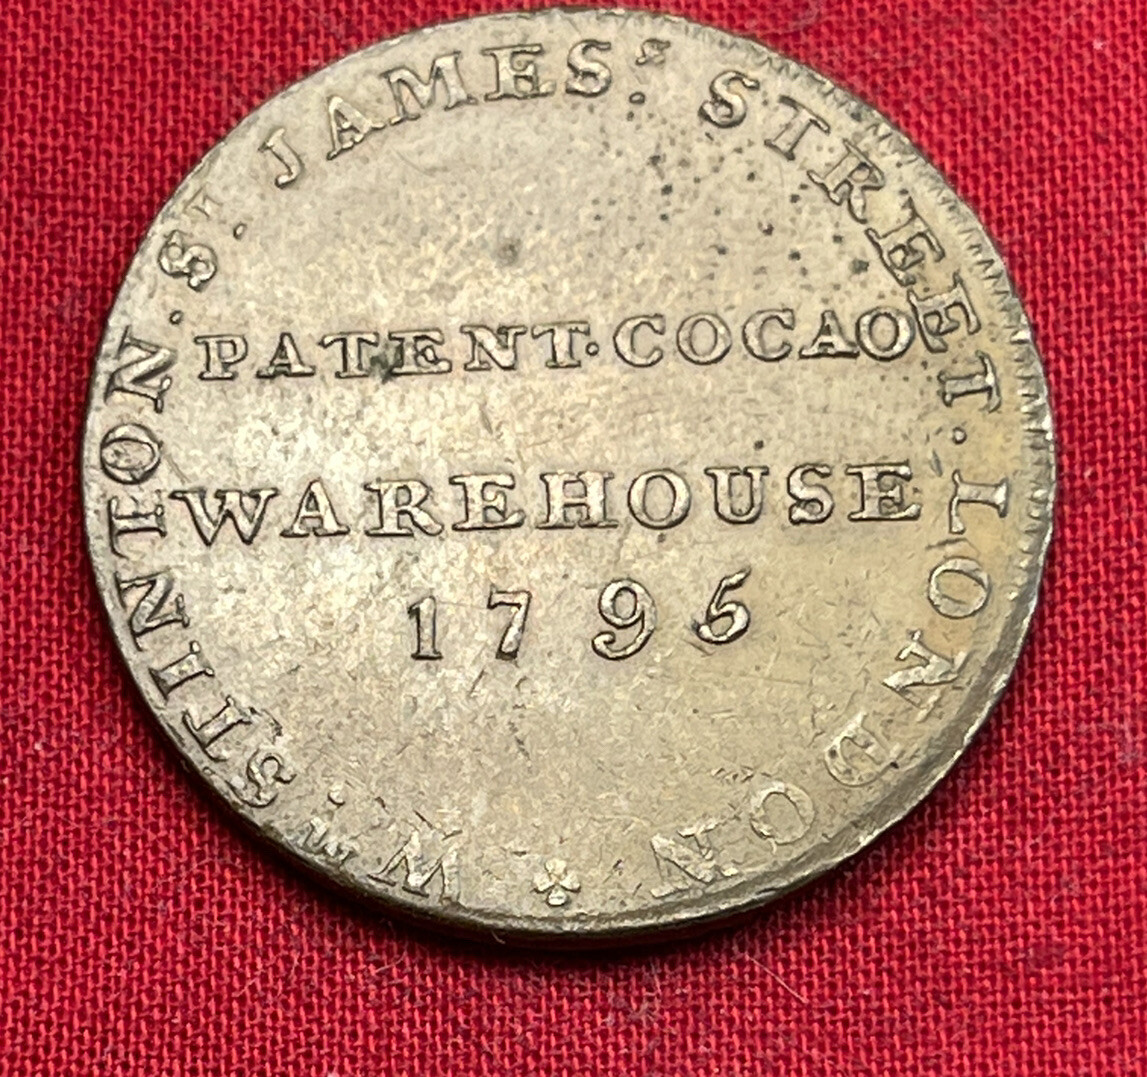 Wm. STINTON. St. JAMES's STREET. LONDON
PATENT·COCAO
WAREHOUSE
1795